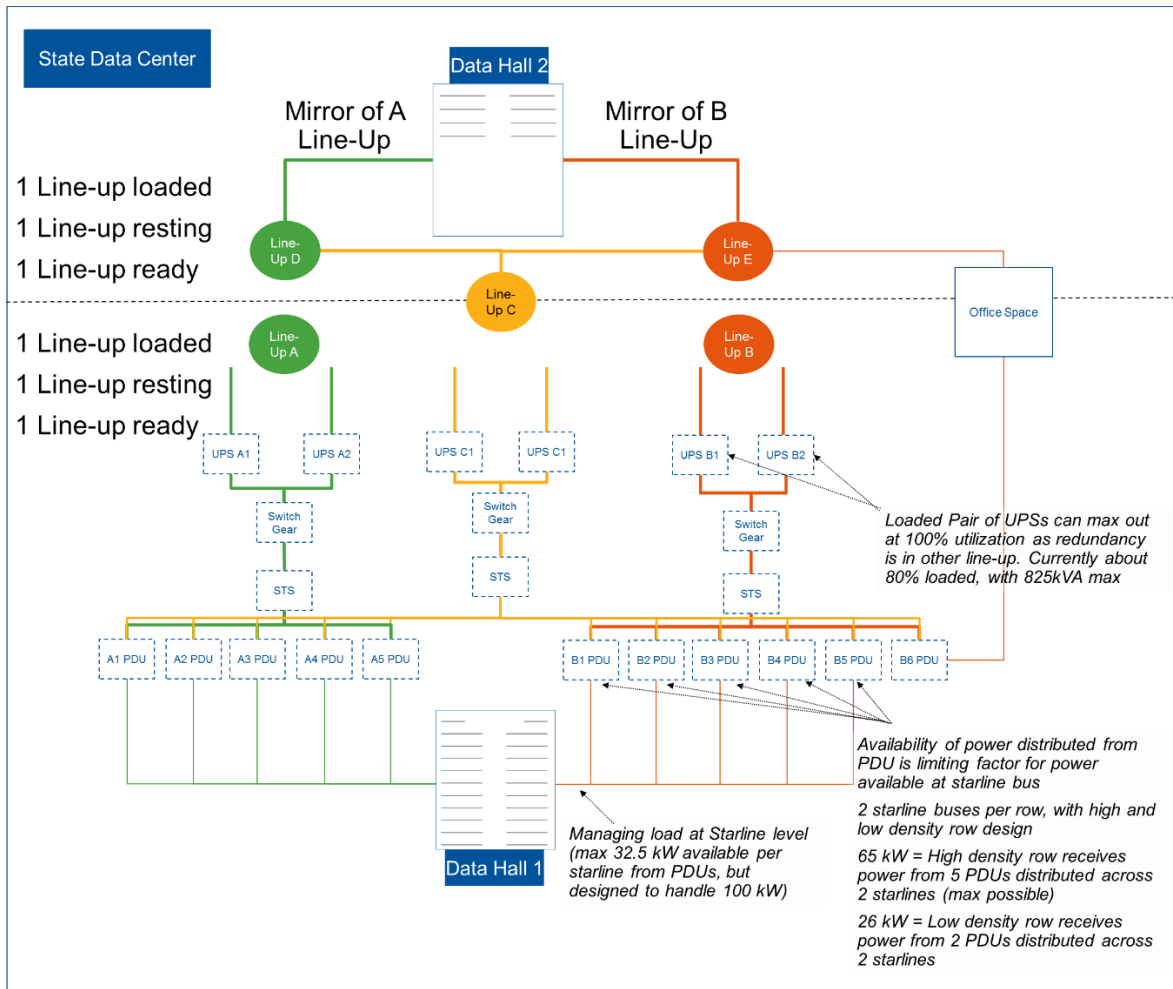 State Data Center
Data Hall 2
Mirror of A
Line-Up
Mirror of B
Line-Up
1 Line-up loaded
1 Line-up resting
1 Line-up ready
Line-
Up D
Line-
Up E
Line-
Up C
Office Space
1 Line-up loaded
1 Line-up resting
1 Line-up ready
Line-
Up A
Line-
Up B
UPS A1
UPS A2
UPS C1
UPS C1
UPS B1
UPS B2
Switch
Gear
Switch
Gear
Switch
Gear
Loaded Pair of UPSs can max out
at 100% utilization as redundancy
is in other line-up. Currently about
80% loaded, with 825kVA max
STS
STS
STS
A1 PDU
A2 PDU
A3 PDU
A4 PDU
A5 PDU
B1 PDU
B2 PDU
B3 PDU
B4 PDU
B5 PDU
B6 PDU
Availability of power distributed from
PDU is limiting factor for power
available at starline bus
2 starline buses per row, with high and
low density row design
65 kW = High density row receives
power from 5 PDUs distributed across
2 starlines (max possible)
26 kW = Low density row receives
power from 2 PDUs distributed across
2 starlines
Managing load at Starline level
(max 32.5 kW available per
starline from PDUs, but
designed to handle 100 kW)
Data Hall 1